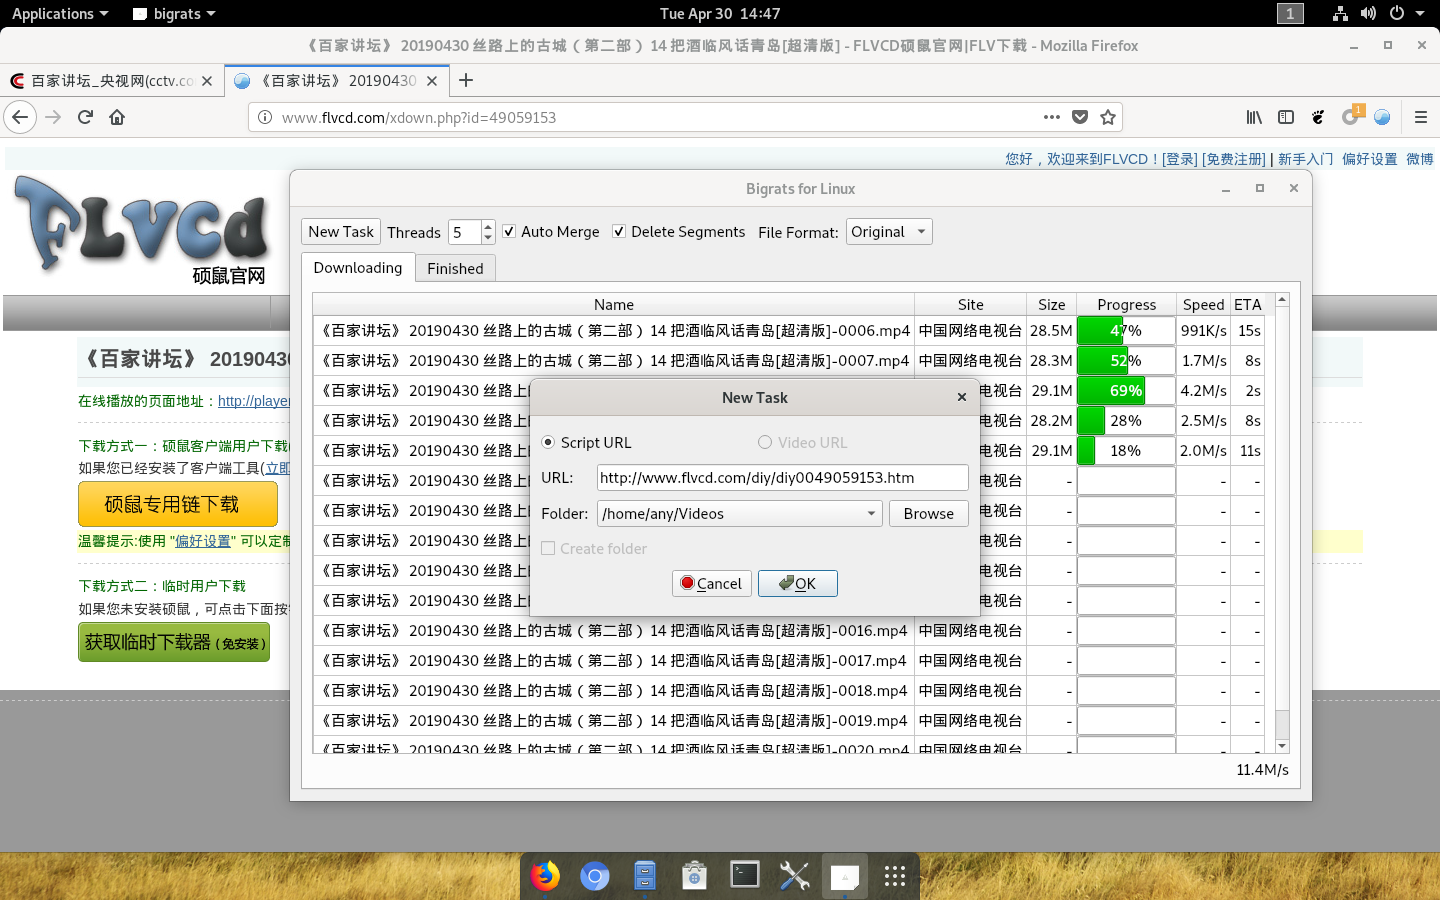 Applications bigrats Tue Apr 30 14:47 1
《百家讲坛》 20190430 丝路上的古城（第二部）14 把酒临风话青岛[超清版] - FLVCD硕鼠官网|FLV下载 - Mozilla Firefox
百家讲坛_央视网(cctv.co
《百家讲坛》 20190430
www.flvcd.com/xdown.php?id=49059153
1
您好，欢迎来到FLVCD！[登录] [免费注册] | 新手入门 偏好设置 微博
FLVCD
硕鼠官网
《百家讲坛》 20190430
在线播放的页面地址：http://player
下载方式一：硕鼠客户端用户下载(
如果您已经安装了客户端工具(立即
硕鼠专用链下载
温馨提示:使用 "偏好设置" 可以定制
下载方式二：临时用户下载
如果您未安装硕鼠，可点击下面按
获取临时下载器 ( 免安装 )
Bigrats for Linux
New Task Threads 5 Auto Merge Delete Segments File Format: Original
Downloading Finished
Name Site Size Progress Speed ETA
《百家讲坛》 20190430 丝路上的古城（第二部）14 把酒临风话青岛[超清版]-0006.mp4 中国网络电视台 28.5M 47% 991K/s 15s
《百家讲坛》 20190430 丝路上的古城（第二部）14 把酒临风话青岛[超清版]-0007.mp4 中国网络电视台 28.3M 52% 1.7M/s 8s
《百家讲坛》 20190430 丝路 电视台 29.1M 69% 4.2M/s 2s
《百家讲坛》 20190430 丝路 电视台 28.2M 28% 2.5M/s 8s
《百家讲坛》 20190430 丝路 电视台 29.1M 18% 2.0M/s 11s
《百家讲坛》 20190430 丝路 电视台 - - -
《百家讲坛》 20190430 丝路 电视台 - - -
《百家讲坛》 20190430 丝路 电视台 - - -
《百家讲坛》 20190430 丝路 电视台 - - -
《百家讲坛》 20190430 丝路 电视台 - - -
《百家讲坛》 20190430 丝路上的古城（第二部）14 把酒临风话青岛[超清版]-0016.mp4 中国网络电视台 - - -
《百家讲坛》 20190430 丝路上的古城（第二部）14 把酒临风话青岛[超清版]-0017.mp4 中国网络电视台 - - -
《百家讲坛》 20190430 丝路上的古城（第二部）14 把酒临风话青岛[超清版]-0018.mp4 中国网络电视台 - - -
《百家讲坛》 20190430 丝路上的古城（第二部）14 把酒临风话青岛[超清版]-0019.mp4 中国网络电视台 - - -
《百家讲坛》 20190430 丝路上的古城（第二部）14 把酒临风话青岛[超清版]-0020.mp4 中国网络电视台 - - -
11.4M/s
New Task
Script URL Video URL
URL: http://www.flvcd.com/diy/diy0049059153.htm
Folder: /home/any/Videos Browse
Create folder
Cancel OK